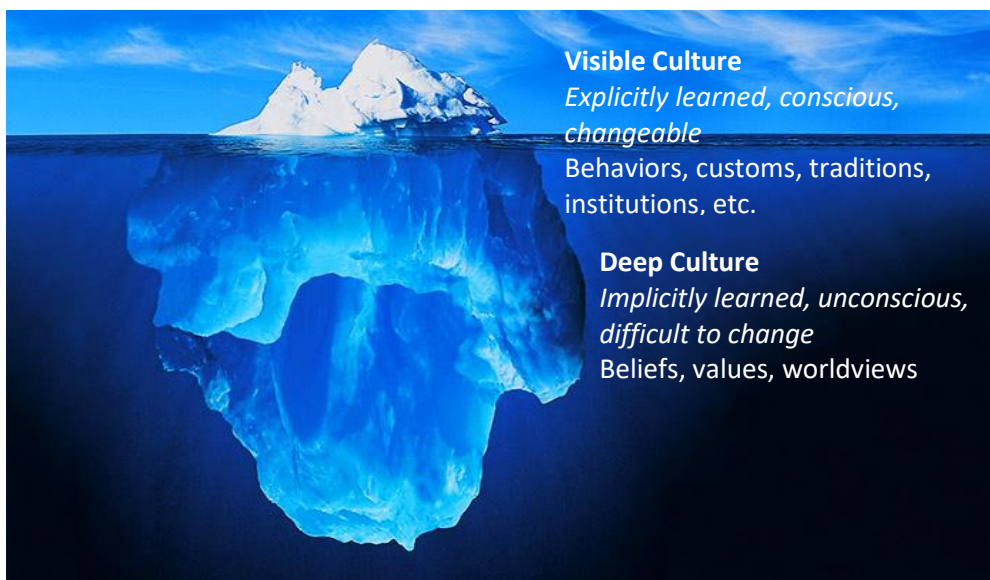 Visible Culture
Explicitly learned, conscious,
changeable
Behaviors, customs, traditions,
institutions, etc.
Deep Culture
Implicitly learned, unconscious,
difficult to change
Beliefs, values, worldviews